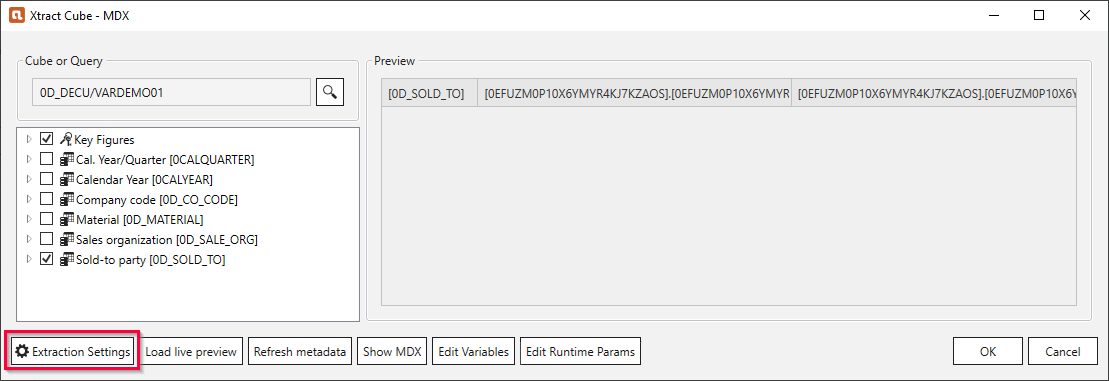 Xtract Cube - MDX
Cube or Query
0D_DECU/VARDEMO01
Key Figures
Cal. Year/Quarter [0CALQUARTER]
Calendar Year [0CALYEAR]
Company code [0D_CO_CODE]
Material [0D_MATERIAL]
Sales organization [0D_SALE_ORG]
Sold-to party [0D_SOLD_TO]
Preview
[0D_SOLD_TO] [0EFUZM0P10X6YMYR4KJ7KZAOS].[0EFUZM0P10X6YMYR [0EFUZM0P10X6YMYR4KJ7KZAOS].[0EFUZM0P10X6YMYR
Extraction Settings Load live preview Refresh metadata Show MDX Edit Variables Edit Runtime Params OK Cancel